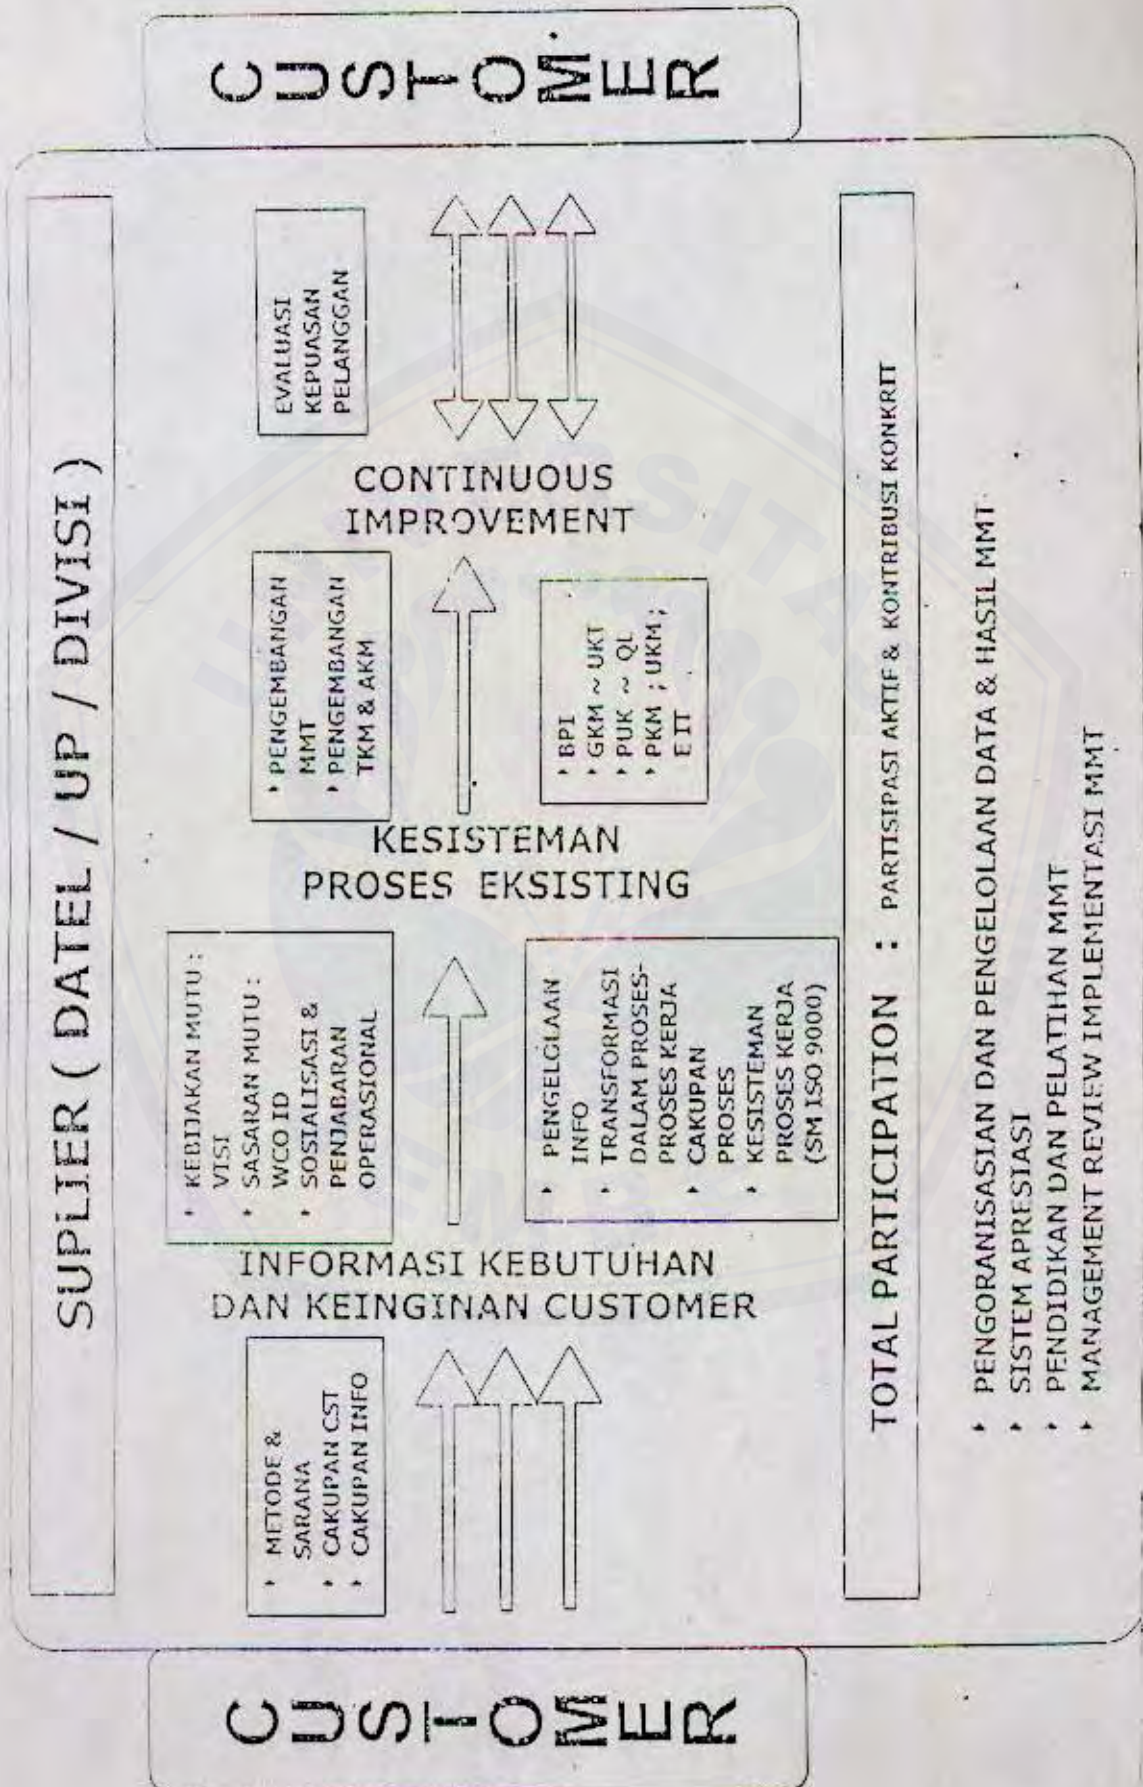 SUPLIER ( DATEL / UP / DIVISI )
CUSTOMER
‣ METODE &
SARANA
‣ CAKUPAN CST
‣ CAKUPAN INFO
INFORMASI KEBUTUHAN
DAN KEINGINAN CUSTOMER
‣ KEBIJAKAN MUTU :
VISI
‣ SASARAN MUTU :
WCO ID
‣ SOSIALISASI &
PENJABARAN
OPERASIONAL
‣ PENGELOLAAN
INFO
‣ TRANSFORMASI
DALAM PROSES-
PROSES KERJA
‣ CAKUPAN
PROSES
‣ KESISTEMAN
PROSES KERJA
(SM ISO 9000)
KESISTEMAN
PROSES EKSISTING
‣ PENGEMBANGAN
MMT
‣ PENGEMBANGAN
TKM & AKM
‣ BPI
‣ GKM ~ UKT
‣ PUK ~ QL
‣ PKM ; UKM ;
EIT
CONTINUOUS
IMPROVEMENT
EVALUASI
KEPUASAN
PELANGGAN
CUSTOMER
TOTAL PARTICIPATION : PARTISIPASI AKTIF & KONTRIBUSI KONKRIT
‣ PENGORANISASIAN DAN PENGELOLAAN DATA & HASIL MMT
‣ SISTEM APRESIASI
‣ PENDIDIKAN DAN PELATIHAN MMT
‣ MANAGEMENT REVIEW IMPLEMENTASI MMT
UNIVERSITAS
JEMBER